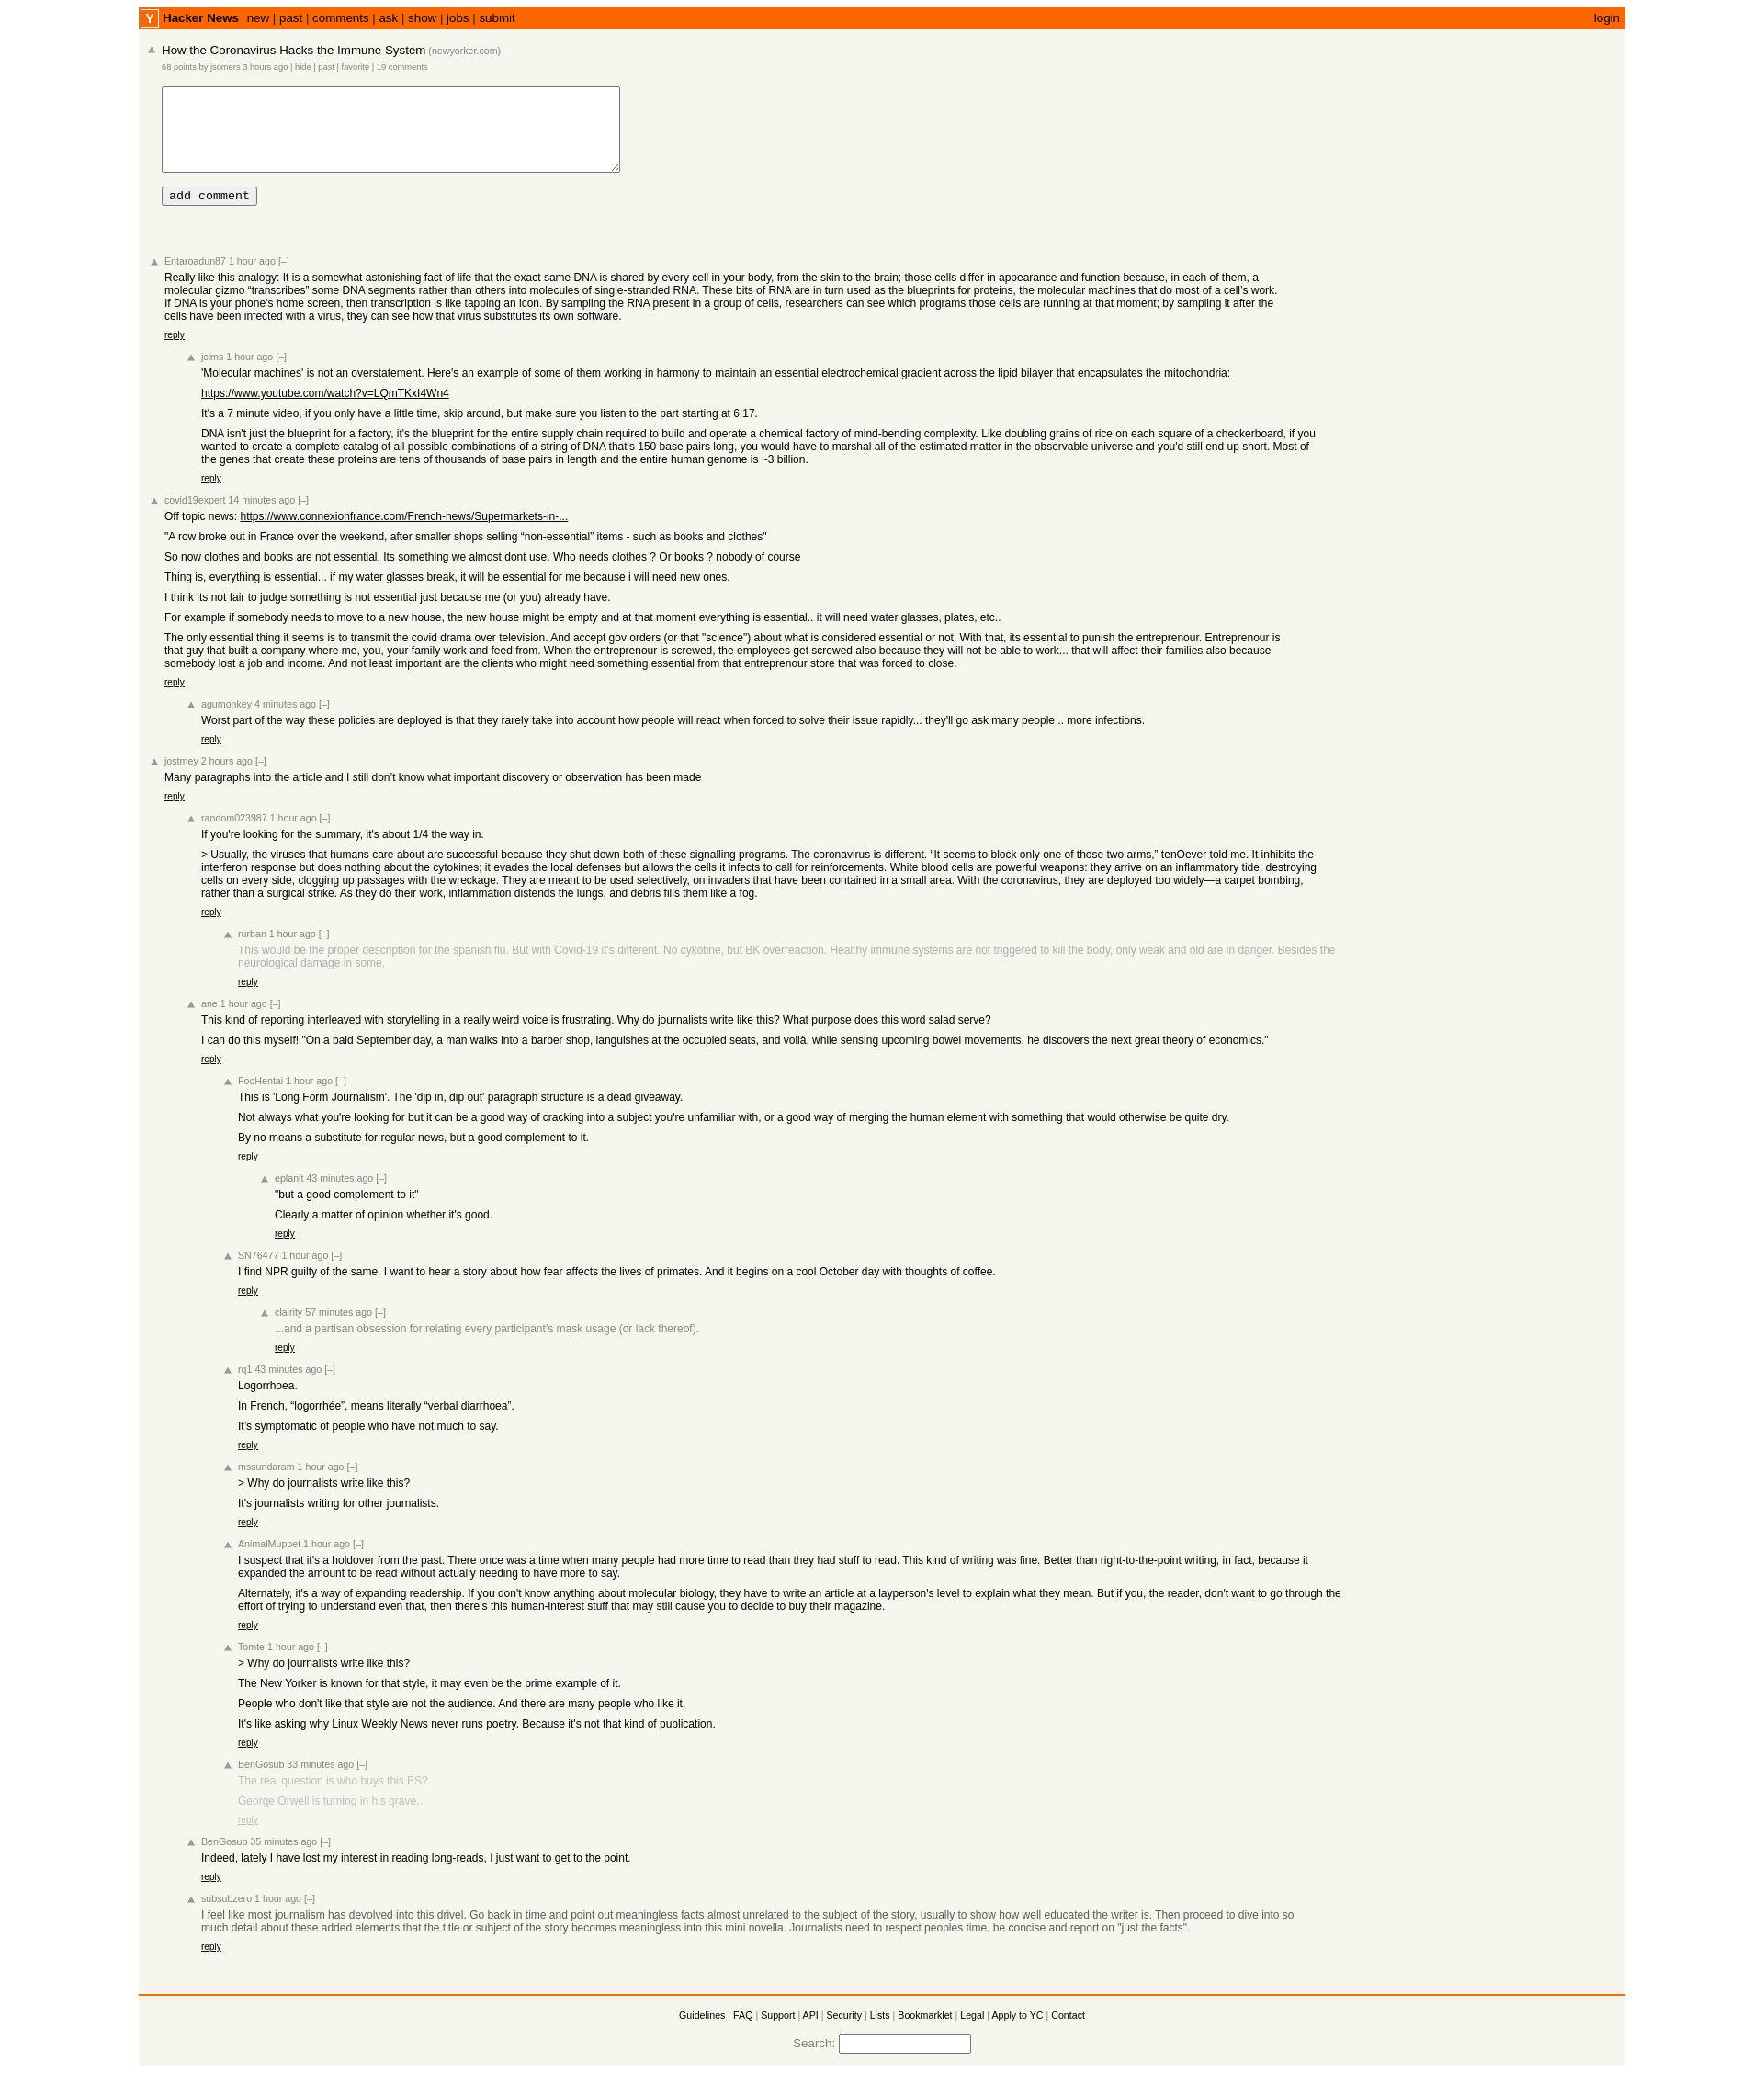 Y Hacker News new | past | comments | ask | show | jobs | submit login
How the Coronavirus Hacks the Immune System (newyorker.com)
68 points by jsomers 3 hours ago | hide | past | favorite | 19 comments
add comment
Entaroadun87 1 hour ago [–]
Really like this analogy: It is a somewhat astonishing fact of life that the exact same DNA is shared by every cell in your body, from the skin to the brain; those cells differ in appearance and function because, in each of them, a
molecular gizmo “transcribes” some DNA segments rather than others into molecules of single-stranded RNA. These bits of RNA are in turn used as the blueprints for proteins, the molecular machines that do most of a cell’s work.
If DNA is your phone’s home screen, then transcription is like tapping an icon. By sampling the RNA present in a group of cells, researchers can see which programs those cells are running at that moment; by sampling it after the
cells have been infected with a virus, they can see how that virus substitutes its own software.
reply
jcims 1 hour ago [–]
'Molecular machines' is not an overstatement. Here's an example of some of them working in harmony to maintain an essential electrochemical gradient across the lipid bilayer that encapsulates the mitochondria:
https://www.youtube.com/watch?v=LQmTKxI4Wn4
It's a 7 minute video, if you only have a little time, skip around, but make sure you listen to the part starting at 6:17.
DNA isn't just the blueprint for a factory, it's the blueprint for the entire supply chain required to build and operate a chemical factory of mind-bending complexity. Like doubling grains of rice on each square of a checkerboard, if you
wanted to create a complete catalog of all possible combinations of a string of DNA that's 150 base pairs long, you would have to marshal all of the estimated matter in the observable universe and you'd still end up short. Most of
the genes that create these proteins are tens of thousands of base pairs in length and the entire human genome is ~3 billion.
reply
covid19expert 14 minutes ago [–]
Off topic news: https://www.connexionfrance.com/French-news/Supermarkets-in-...
"A row broke out in France over the weekend, after smaller shops selling “non-essential” items - such as books and clothes"
So now clothes and books are not essential. Its something we almost dont use. Who needs clothes ? Or books ? nobody of course
Thing is, everything is essential... if my water glasses break, it will be essential for me because i will need new ones.
I think its not fair to judge something is not essential just because me (or you) already have.
For example if somebody needs to move to a new house, the new house might be empty and at that moment everything is essential.. it will need water glasses, plates, etc..
The only essential thing it seems is to transmit the covid drama over television. And accept gov orders (or that "science") about what is considered essential or not. With that, its essential to punish the entreprenour. Entreprenour is
that guy that built a company where me, you, your family work and feed from. When the entreprenour is screwed, the employees get screwed also because they will not be able to work... that will affect their families also because
somebody lost a job and income. And not least important are the clients who might need something essential from that entreprenour store that was forced to close.
reply
agumonkey 4 minutes ago [–]
Worst part of the way these policies are deployed is that they rarely take into account how people will react when forced to solve their issue rapidly... they'll go ask many people .. more infections.
reply
jostmey 2 hours ago [–]
Many paragraphs into the article and I still don’t know what important discovery or observation has been made
reply
random023987 1 hour ago [–]
If you're looking for the summary, it's about 1/4 the way in.
> Usually, the viruses that humans care about are successful because they shut down both of these signalling programs. The coronavirus is different. “It seems to block only one of those two arms,” tenOever told me. It inhibits the
interferon response but does nothing about the cytokines; it evades the local defenses but allows the cells it infects to call for reinforcements. White blood cells are powerful weapons: they arrive on an inflammatory tide, destroying
cells on every side, clogging up passages with the wreckage. They are meant to be used selectively, on invaders that have been contained in a small area. With the coronavirus, they are deployed too widely—a carpet bombing,
rather than a surgical strike. As they do their work, inflammation distends the lungs, and debris fills them like a fog.
reply
rurban 1 hour ago [–]
This would be the proper description for the spanish flu. But with Covid-19 it's different. No cykotine, but BK overreaction. Healthy immune systems are not triggered to kill the body, only weak and old are in danger. Besides the
neurological damage in some.
reply
ane 1 hour ago [–]
This kind of reporting interleaved with storytelling in a really weird voice is frustrating. Why do journalists write like this? What purpose does this word salad serve?
I can do this myself! "On a bald September day, a man walks into a barber shop, languishes at the occupied seats, and voilà, while sensing upcoming bowel movements, he discovers the next great theory of economics."
reply
FooHentai 1 hour ago [–]
This is 'Long Form Journalism'. The 'dip in, dip out' paragraph structure is a dead giveaway.
Not always what you're looking for but it can be a good way of cracking into a subject you're unfamiliar with, or a good way of merging the human element with something that would otherwise be quite dry.
By no means a substitute for regular news, but a good complement to it.
reply
eplanit 43 minutes ago [–]
"but a good complement to it"
Clearly a matter of opinion whether it's good.
reply
SN76477 1 hour ago [–]
I find NPR guilty of the same. I want to hear a story about how fear affects the lives of primates. And it begins on a cool October day with thoughts of coffee.
reply
clairity 57 minutes ago [–]
...and a partisan obsession for relating every participant’s mask usage (or lack thereof).
reply
rq1 43 minutes ago [–]
Logorrhoea.
In French, “logorrhée”, means literally “verbal diarrhoea”.
It’s symptomatic of people who have not much to say.
reply
mssundaram 1 hour ago [–]
> Why do journalists write like this?
It's journalists writing for other journalists.
reply
AnimalMuppet 1 hour ago [–]
I suspect that it's a holdover from the past. There once was a time when many people had more time to read than they had stuff to read. This kind of writing was fine. Better than right-to-the-point writing, in fact, because it
expanded the amount to be read without actually needing to have more to say.
Alternately, it's a way of expanding readership. If you don't know anything about molecular biology, they have to write an article at a layperson's level to explain what they mean. But if you, the reader, don't want to go through the
effort of trying to understand even that, then there's this human-interest stuff that may still cause you to decide to buy their magazine.
reply
Tomte 1 hour ago [–]
> Why do journalists write like this?
The New Yorker is known for that style, it may even be the prime example of it.
People who don't like that style are not the audience. And there are many people who like it.
It's like asking why Linux Weekly News never runs poetry. Because it's not that kind of publication.
reply
BenGosub 33 minutes ago [–]
The real question is who buys this BS?
George Orwell is turning in his grave...
reply
BenGosub 35 minutes ago [–]
Indeed, lately I have lost my interest in reading long-reads, I just want to get to the point.
reply
subsubzero 1 hour ago [–]
I feel like most journalism has devolved into this drivel. Go back in time and point out meaningless facts almost unrelated to the subject of the story, usually to show how well educated the writer is. Then proceed to dive into so
much detail about these added elements that the title or subject of the story becomes meaningless into this mini novella. Journalists need to respect peoples time, be concise and report on "just the facts".
reply
Guidelines | FAQ | Support | API | Security | Lists | Bookmarklet | Legal | Apply to YC | Contact
Search: